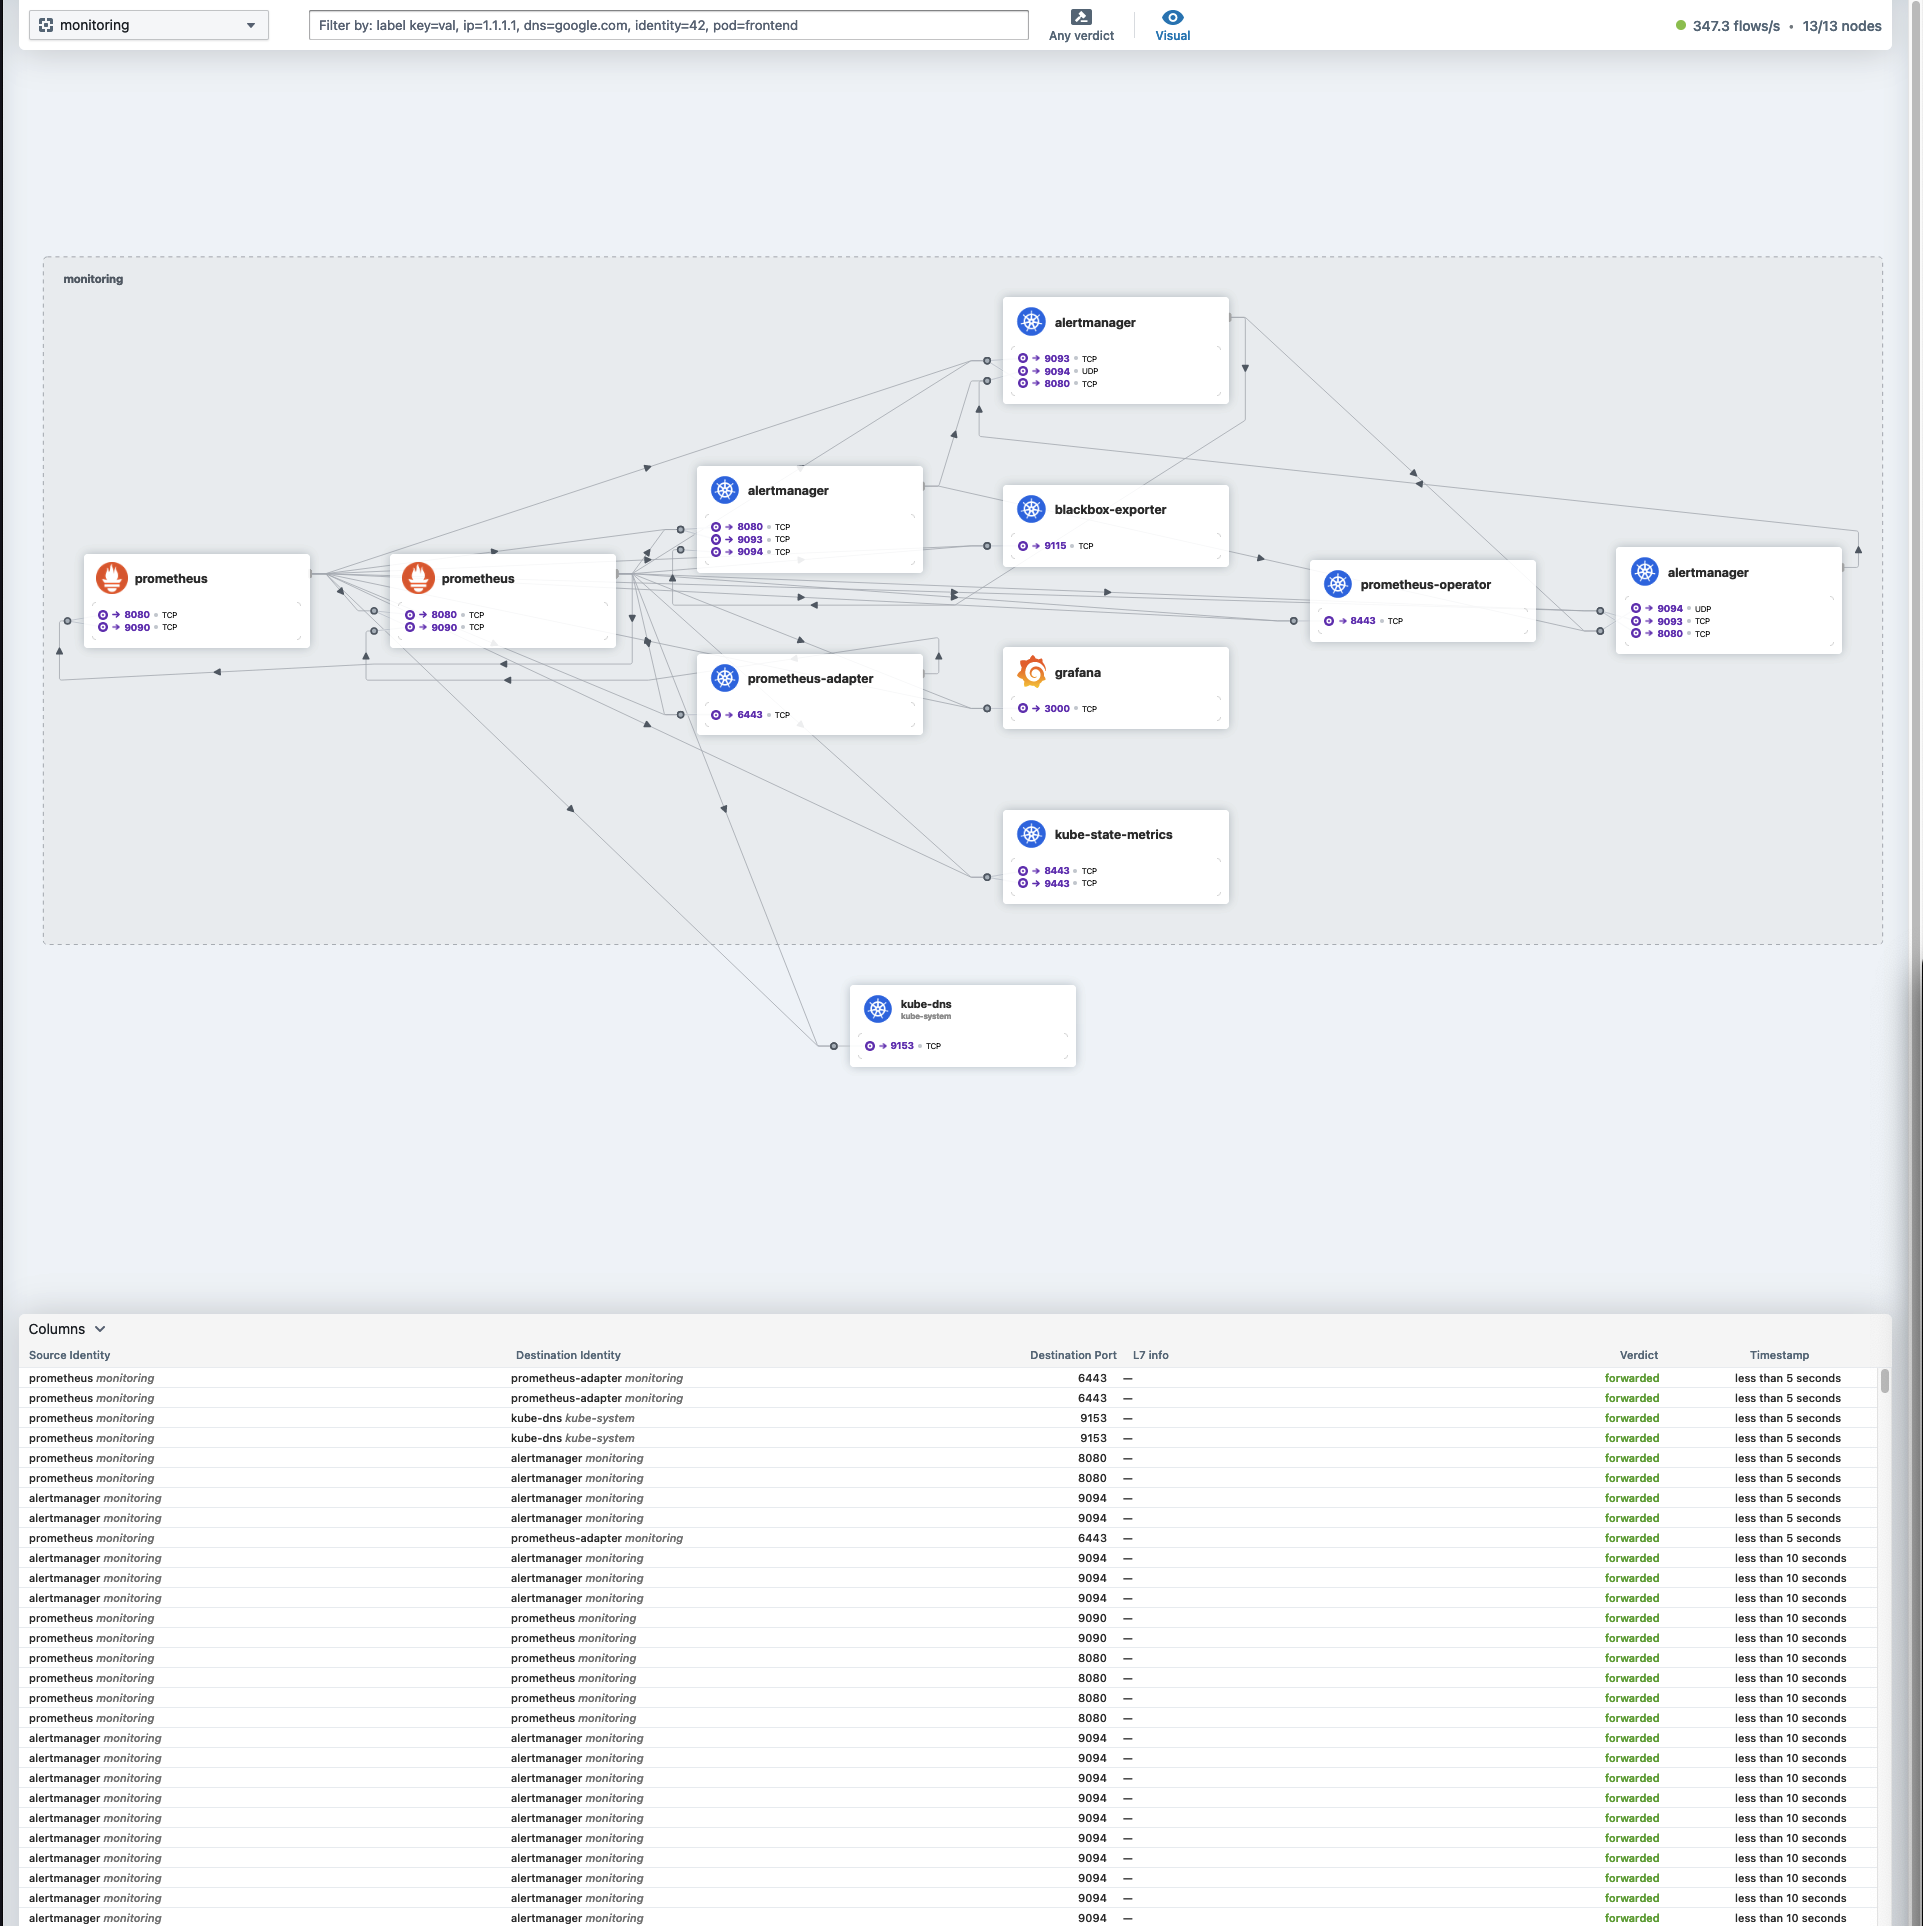 monitoring
Filter by: label key=val, ip=1.1.1.1, dns=google.com, identity=42, pod=frontend
Any verdict
Visual
347.3 flows/s • 13/13 nodes
monitoring
alertmanager
9093 TCP
9094 UDP
8080 TCP
alertmanager
8080 TCP
9093 TCP
9094 TCP
blackbox-exporter
9115 TCP
prometheus
8080 TCP
9090 TCP
prometheus
8080 TCP
9090 TCP
prometheus-operator
8443 TCP
alertmanager
9094 UDP
9093 TCP
8080 TCP
prometheus-adapter
6443 TCP
grafana
3000 TCP
kube-state-metrics
8443 TCP
9443 TCP
kube-dns
kube-system
9153 TCP
Columns
Source Identity Destination Identity Destination Port L7 info Verdict Timestamp
prometheus monitoring prometheus-adapter monitoring 6443 — forwarded less than 5 seconds
prometheus monitoring prometheus-adapter monitoring 6443 — forwarded less than 5 seconds
prometheus monitoring kube-dns kube-system 9153 — forwarded less than 5 seconds
prometheus monitoring kube-dns kube-system 9153 — forwarded less than 5 seconds
prometheus monitoring alertmanager monitoring 8080 — forwarded less than 5 seconds
prometheus monitoring alertmanager monitoring 8080 — forwarded less than 5 seconds
alertmanager monitoring alertmanager monitoring 9094 — forwarded less than 5 seconds
alertmanager monitoring alertmanager monitoring 9094 — forwarded less than 5 seconds
prometheus monitoring prometheus-adapter monitoring 6443 — forwarded less than 5 seconds
alertmanager monitoring alertmanager monitoring 9094 — forwarded less than 10 seconds
alertmanager monitoring alertmanager monitoring 9094 — forwarded less than 10 seconds
alertmanager monitoring alertmanager monitoring 9094 — forwarded less than 10 seconds
prometheus monitoring prometheus monitoring 9090 — forwarded less than 10 seconds
prometheus monitoring prometheus monitoring 9090 — forwarded less than 10 seconds
prometheus monitoring prometheus monitoring 8080 — forwarded less than 10 seconds
prometheus monitoring prometheus monitoring 8080 — forwarded less than 10 seconds
prometheus monitoring prometheus monitoring 8080 — forwarded less than 10 seconds
prometheus monitoring prometheus monitoring 8080 — forwarded less than 10 seconds
alertmanager monitoring alertmanager monitoring 9094 — forwarded less than 10 seconds
alertmanager monitoring alertmanager monitoring 9094 — forwarded less than 10 seconds
alertmanager monitoring alertmanager monitoring 9094 — forwarded less than 10 seconds
alertmanager monitoring alertmanager monitoring 9094 — forwarded less than 10 seconds
alertmanager monitoring alertmanager monitoring 9094 — forwarded less than 10 seconds
alertmanager monitoring alertmanager monitoring 9094 — forwarded less than 10 seconds
alertmanager monitoring alertmanager monitoring 9094 — forwarded less than 10 seconds
alertmanager monitoring alertmanager monitoring 9094 — forwarded less than 10 seconds
alertmanager monitoring alertmanager monitoring 9094 — forwarded less than 10 seconds
alertmanager monitoring alertmanager monitoring 9094 — forwarded less than 10 seconds